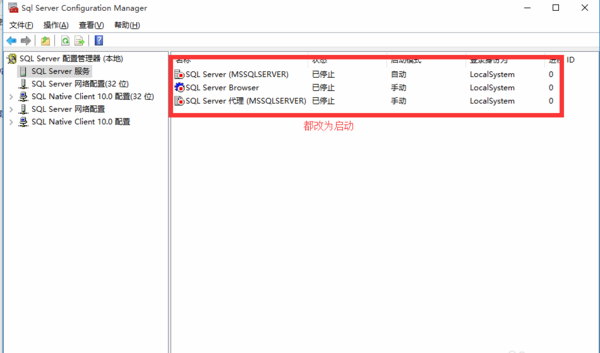 Sql Server Configuration Manager
文件(F) 操作(A) 查看(V) 帮助(H)
SQL Server 配置管理器 (本地)
SQL Server 服务
SQL Server 网络配置(32 位)
SQL Native Client 10.0 配置(32 位)
SQL Server 网络配置
SQL Native Client 10.0 配置
名称 状态 启动模式 登录身份为 ID
SQL Server (MSSQLSERVER) 已停止 自动 LocalSystem 0
SQL Server Browser 已停止 手动 LocalSystem 0
SQL Server 代理 (MSSQLSERVER) 已停止 手动 LocalSystem 0
都改为启动